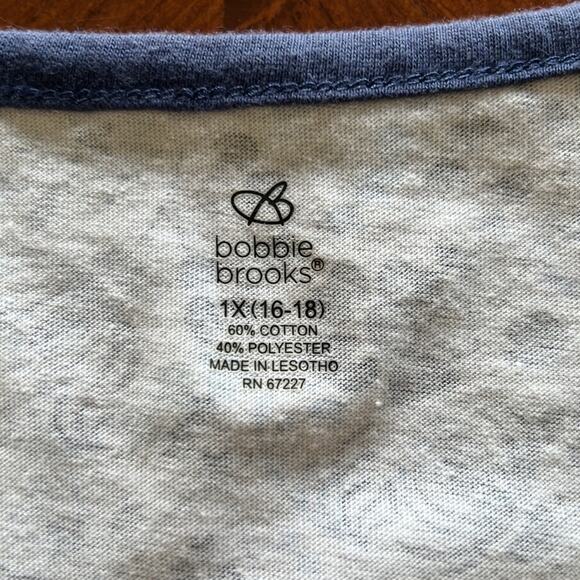 bobbie
brooks®
1X(16-18)
60% COTTON
40% POLYESTER
MADE IN LESOTHO
RN 67227